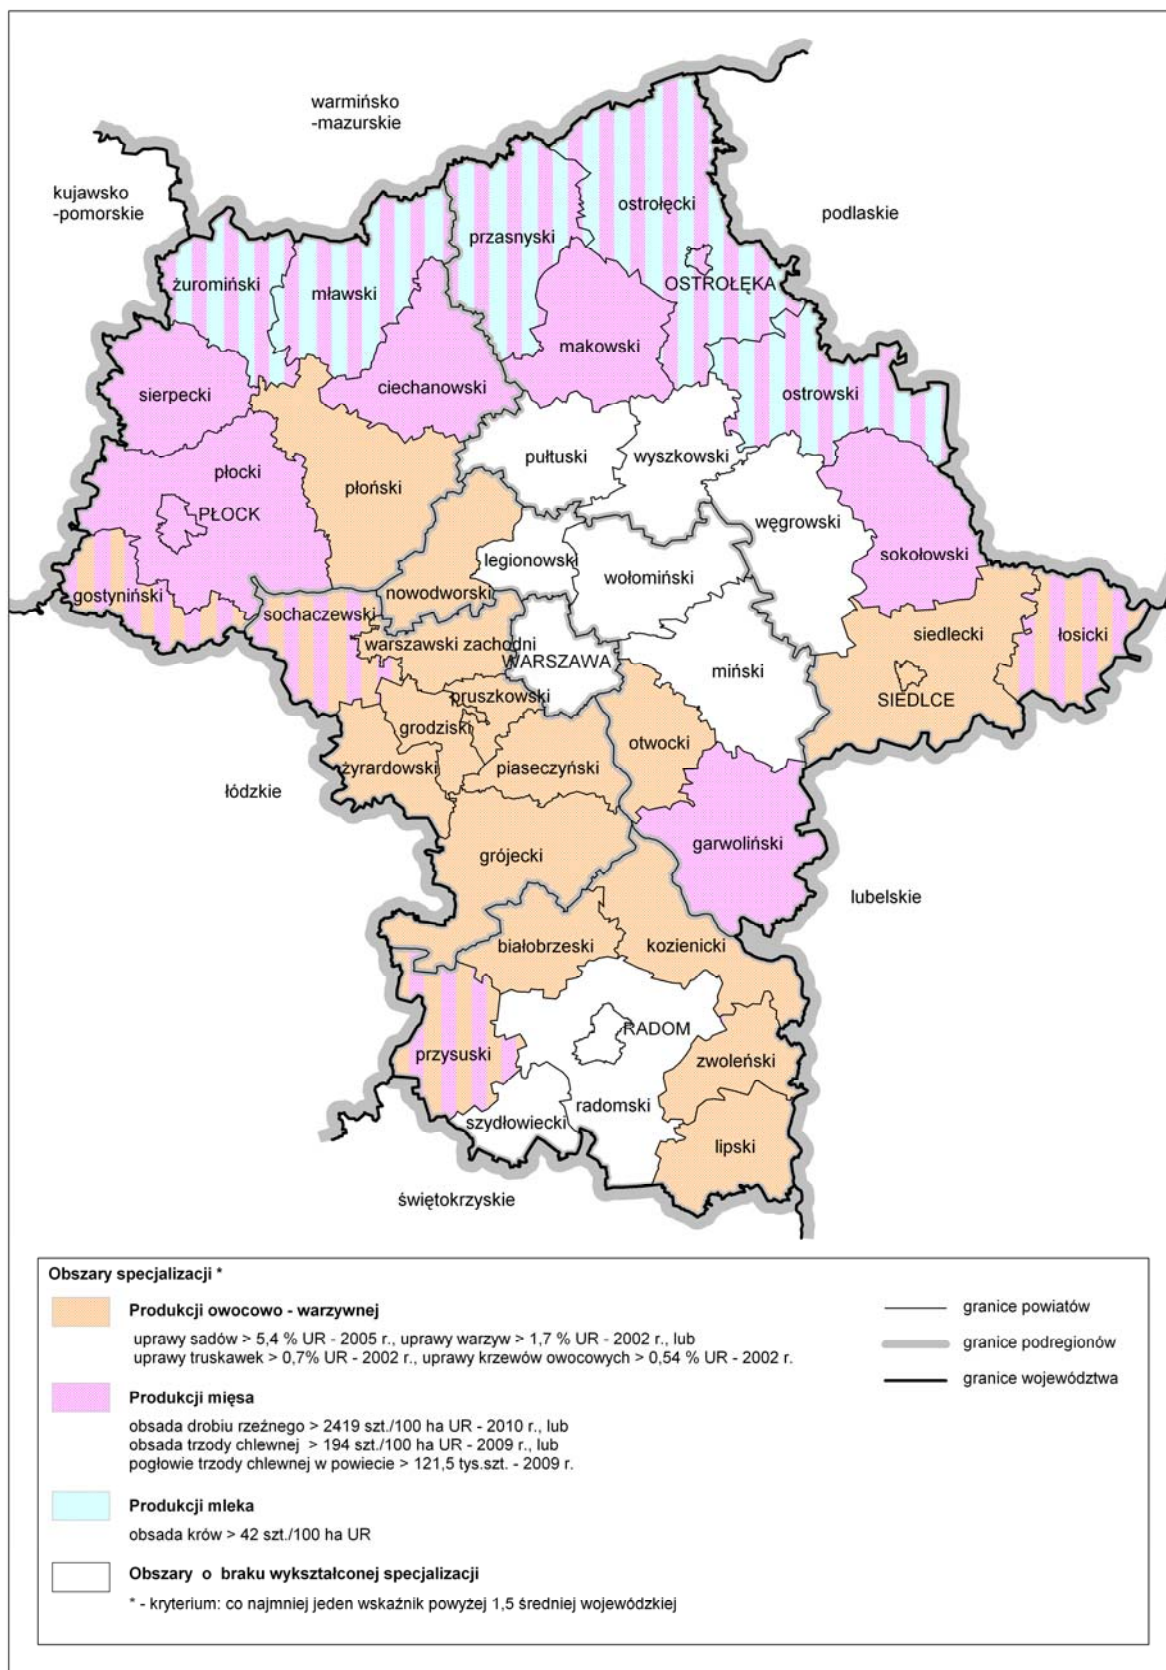 warmińsko
-mazurskie
kujawsko
-pomorskie
podlaskie
ostrołęcki
przasnyski
żuromiński
mławski
OSTROŁĘKA
makowski
ciechanowski
sierpecki
ostrowski
pułtuski
wyszkowski
płocki
płoński
PŁOCK
węgrowski
sokołowski
legionowski
wołomiński
nowodworski
gostyniński
sochaczewski
warszawski zachodni
WARSZAWA
siedlecki
łosicki
miński
SIEDLCE
pruszkowski
grodziski
otwocki
żyrardowski
piaseczyński
łódzkie
garwoliński
grójecki
lubelskie
białobrzeski
kozienicki
RADOM
przysuski
zwoleński
radomski
szydłowiecki
lipski
świętokrzyskie
Obszary specjalizacji *
Produkcji owocowo - warzywnej
uprawy sadów > 5,4 % UR - 2005 r., uprawy warzyw > 1,7 % UR - 2002 r., lub
uprawy truskawek > 0,7% UR - 2002 r., uprawy krzewów owocowych > 0,54 % UR - 2002 r.
Produkcji mięsa
obsada drobiu rzeźnego > 2419 szt./100 ha UR - 2010 r., lub
obsada trzody chlewnej > 194 szt./100 ha UR - 2009 r., lub
pogłowie trzody chlewnej w powiecie > 121,5 tys.szt. - 2009 r.
Produkcji mleka
obsada krów > 42 szt./100 ha UR
Obszary o braku wykształconej specjalizacji
* - kryterium: co najmniej jeden wskaźnik powyżej 1,5 średniej wojewódzkiej
granice powiatów
granice podregionów
granice województwa